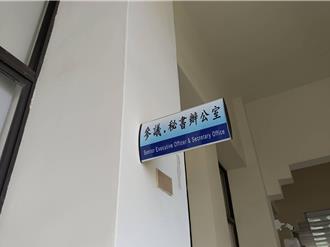 參議．秘書辦公室
Senior Executive Officer & Secretary Office